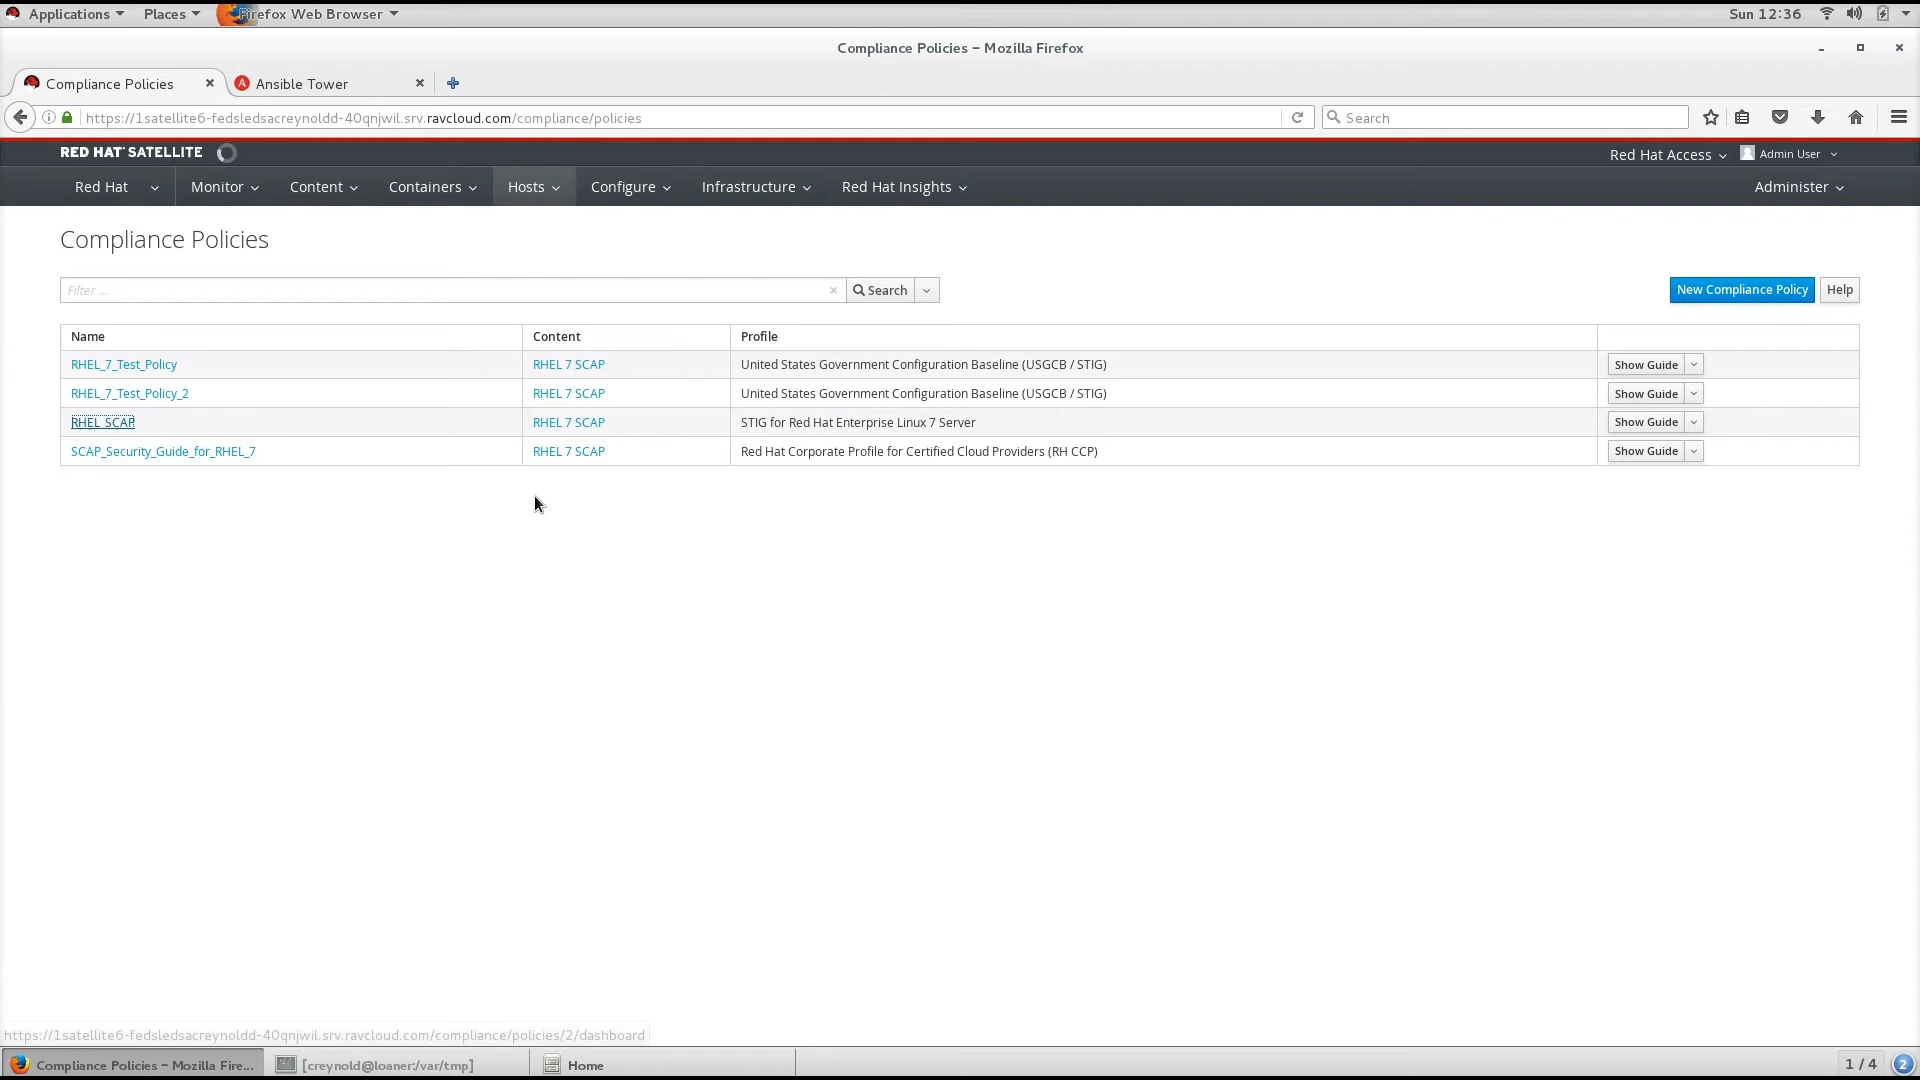 Applications Places Firefox Web Browser Sun 12:36
Compliance Policies - Mozilla Firefox
Compliance Policies Ansible Tower
https://1satellite6-fedsledsacreynoldd-40qnjwil.srv.ravcloud.com/compliance/policies Search
RED HAT SATELLITE Red Hat Access Admin User
Red Hat Monitor Content Containers Hosts Configure Infrastructure Red Hat Insights Administer
Compliance Policies
Filter ... Search New Compliance Policy Help
Name Content Profile
RHEL_7_Test_Policy RHEL 7 SCAP United States Government Configuration Baseline (USGCB / STIG) Show Guide
RHEL_7_Test_Policy_2 RHEL 7 SCAP United States Government Configuration Baseline (USGCB / STIG) Show Guide
RHEL SCAP RHEL 7 SCAP STIG for Red Hat Enterprise Linux 7 Server Show Guide
SCAP_Security_Guide_for_RHEL_7 RHEL 7 SCAP Red Hat Corporate Profile for Certified Cloud Providers (RH CCP) Show Guide
https://1satellite6-fedsledsacreynoldd-40qnjwil.srv.ravcloud.com/compliance/policies/2/dashboard
Compliance Policies - Mozilla Fire... [creynold@loaner:/var/tmp] Home 1 / 4 2